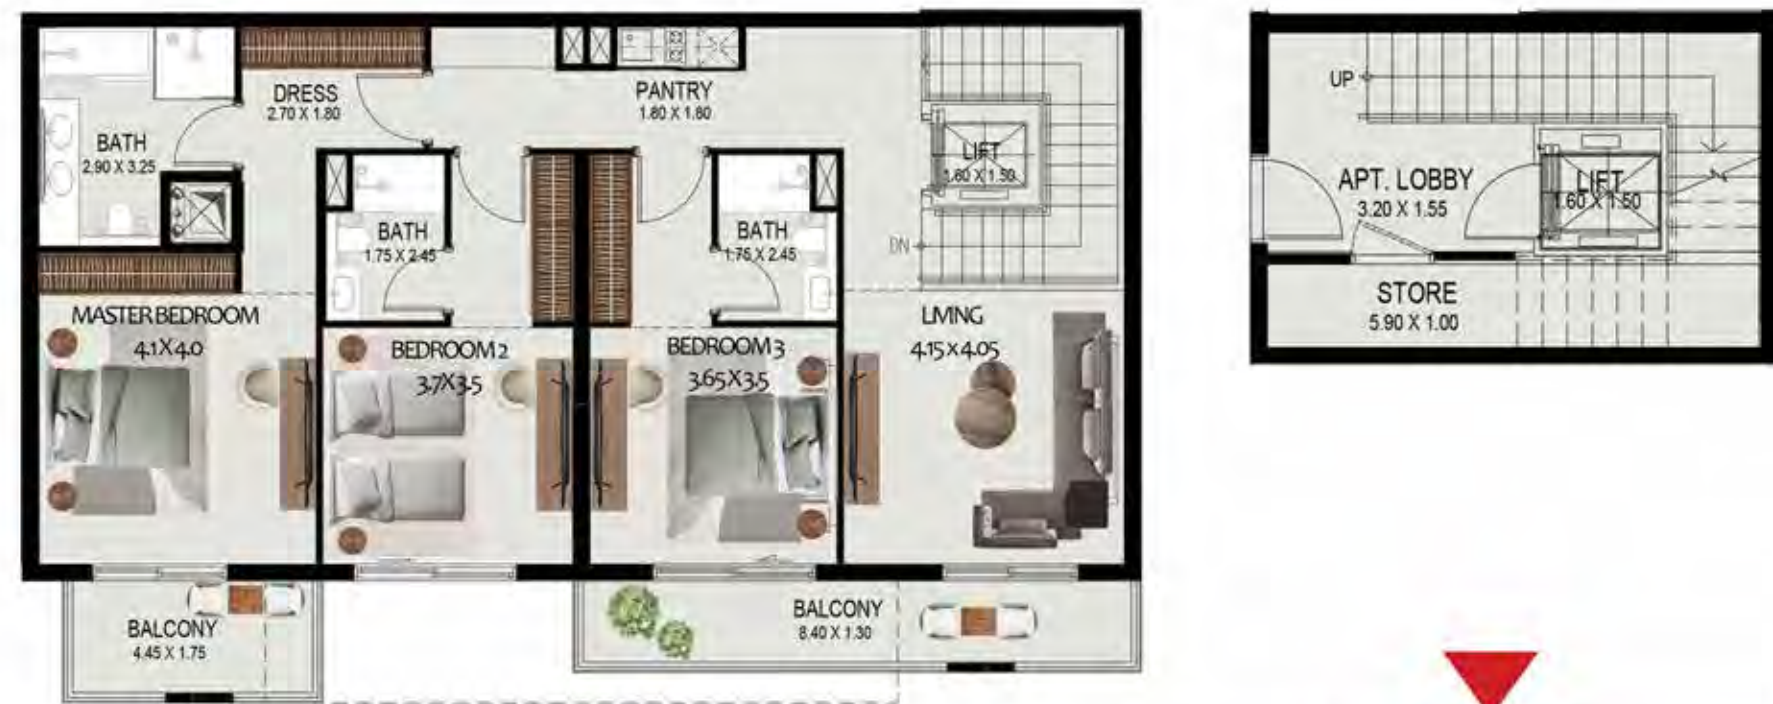 DRESS
2.70 X 1.80
PANTRY
1.80 X 1.80
BATH
2.90 X 3.25
LIFT
1.60 X 1.50
BATH
1.75 X 2.45
BATH
1.75 X 2.45
DN
MASTER BEDROOM
4.1X4.0
BEDROOM 2
3.7X3.5
BEDROOM 3
3.65X3.5
LIVING
4.15 x 4.05
BALCONY
4.45 X 1.75
BALCONY
8.40 X 1.30
UP
APT. LOBBY
3.20 X 1.55
LIFT
1.60 X 1.50
STORE
5.90 X 1.00